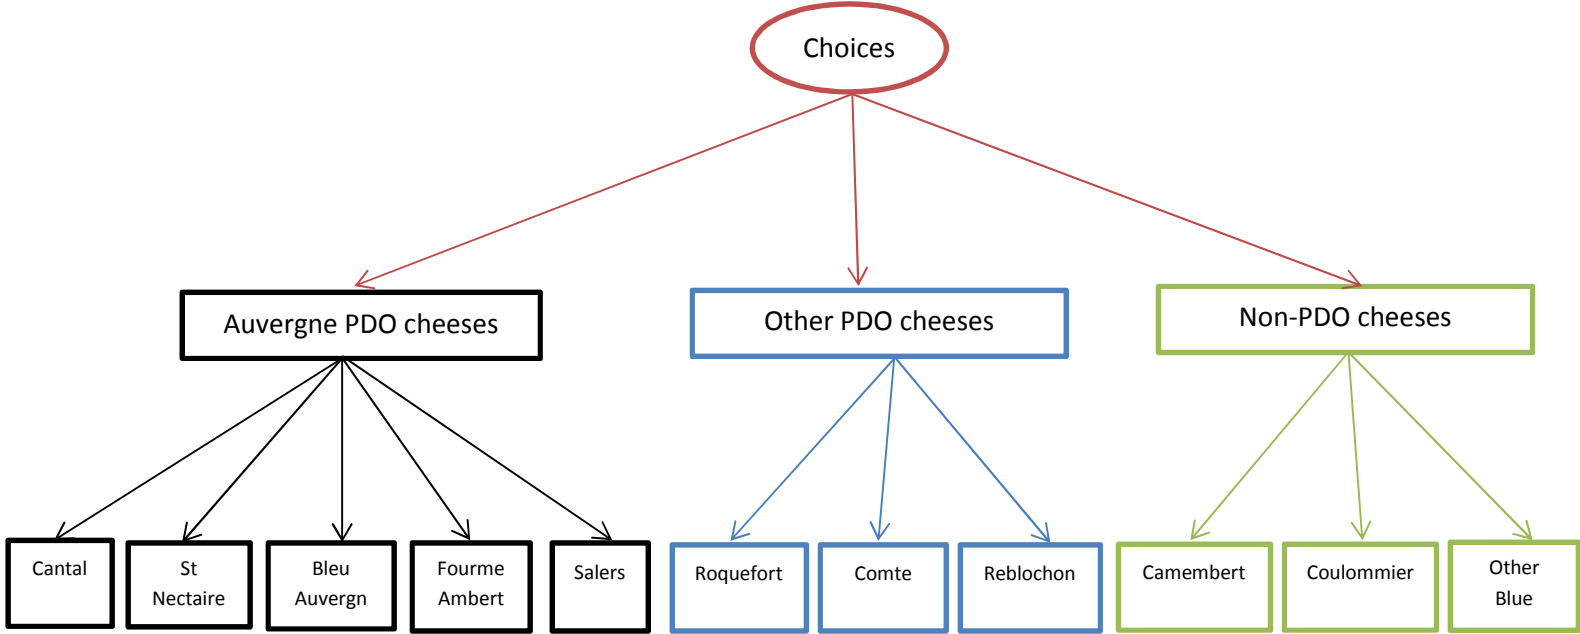 Choices
Auvergne PDO cheeses
Other PDO cheeses
Non-PDO cheeses
Cantal
St
Nectaire
Bleu
Auvergn
Fourme
Ambert
Salers
Roquefort
Comte
Reblochon
Camembert
Coulommier
Other
Blue